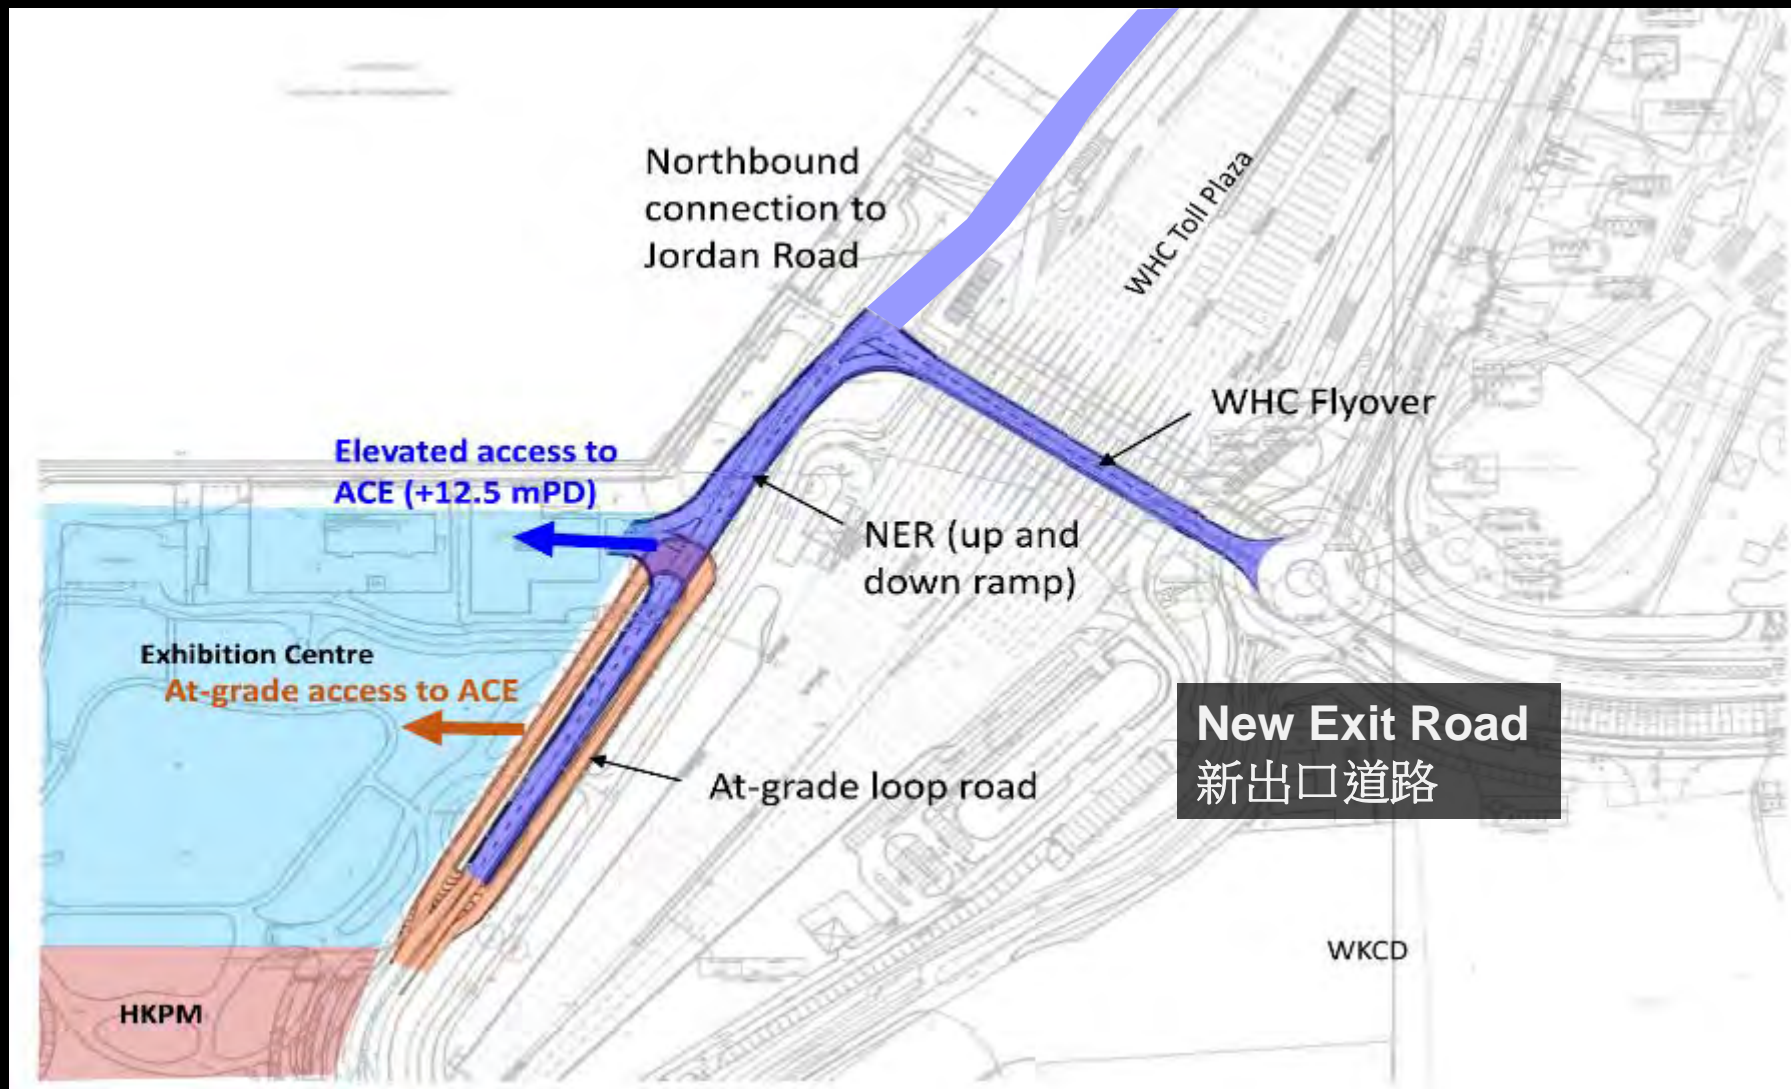 Northbound
connection to
Jordan Road
WHC Toll Plaza
WHC Flyover
Elevated access to
ACE (+12.5 mPD)
NER (up and
down ramp)
Exhibition Centre
At-grade access to ACE
New Exit Road
新出口道路
At-grade loop road
WKCD
HKPM